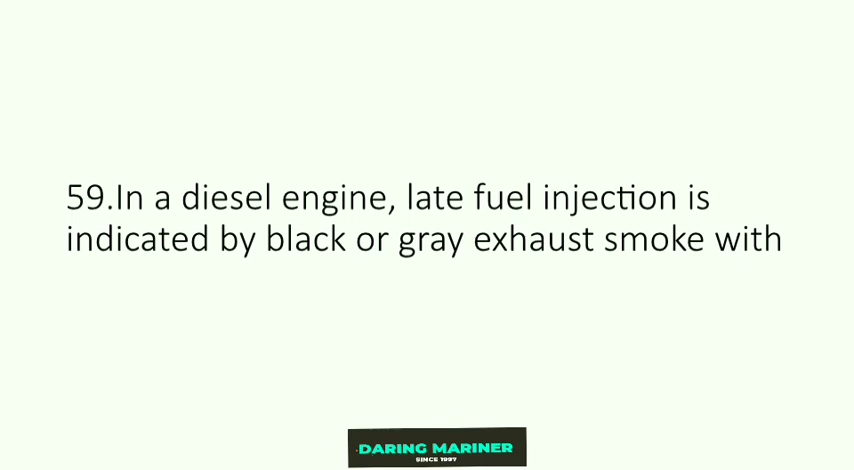 59.In a diesel engine, late fuel injection is
indicated by black or gray exhaust smoke with
DARING MARINER
SINCE 1997